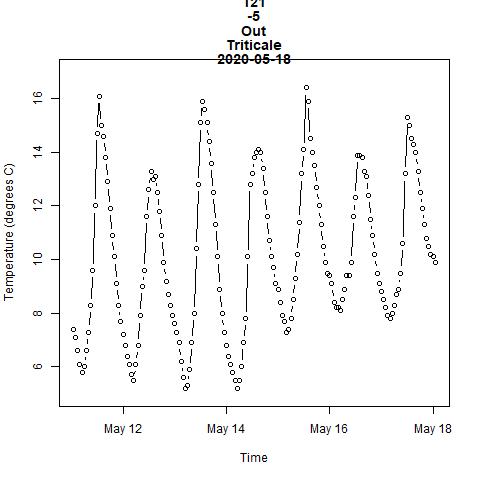 121
-5
Out
Triticale
2020-05-18
Temperature (degrees C)
16
14
12
10
8
6
May 12
May 14
May 16
May 18
Time